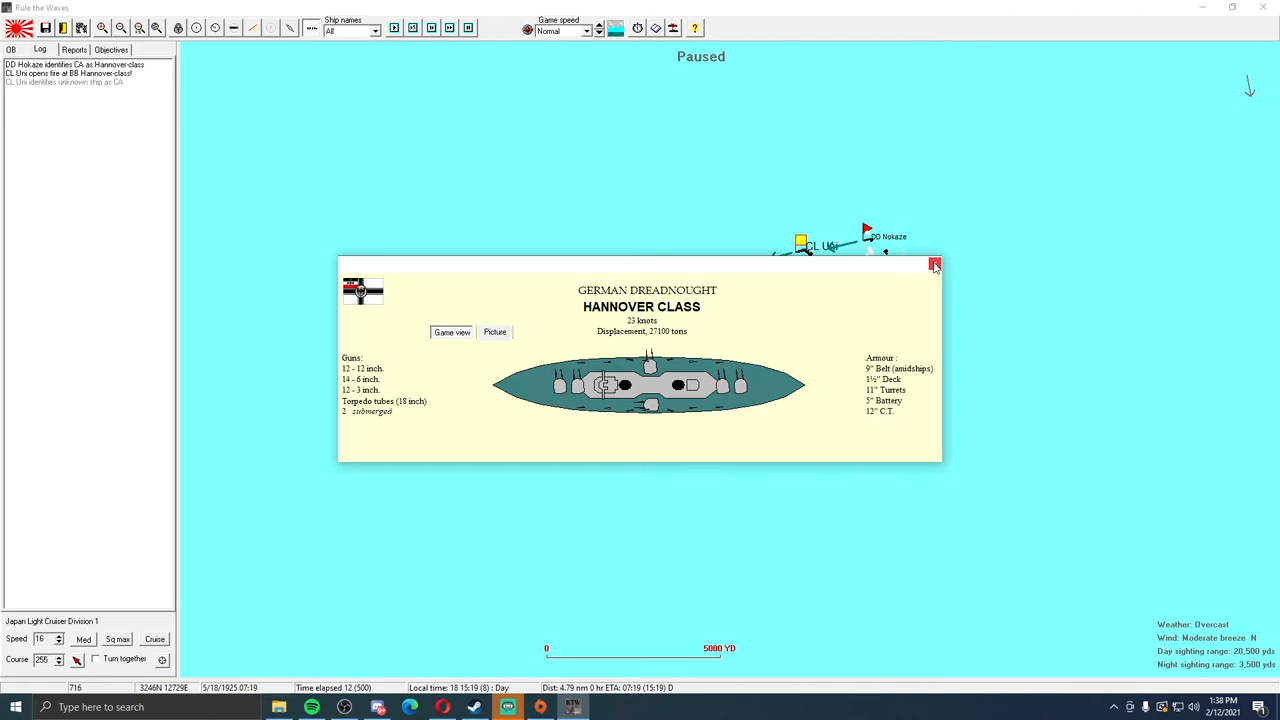 Rule the Waves
Ship names
All
Game speed
Normal
OB Log Reports Objectives
DD Hokaze identifies CA as Hannover-class
CL Uni opens fire at BB Hannover-class!
CL Uni identifies unknown ship as CA
Paused
CL Uni
DD Nokaze
GERMAN DREADNOUGHT
HANNOVER CLASS
23 knots
Displacement, 27100 tons
Game view Picture
Guns:
12 - 12 inch.
14 - 6 inch.
12 - 3 inch.
Torpedo tubes (18 inch)
2 submerged
Armour :
9" Belt (amidships)
1½" Deck
11" Turrets
5" Battery
12" C.T.
0 5000 YD
Weather: Overcast
Wind: Moderate breeze N
Day sighting range: 20,500 yds
Night sighting range: 3,500 yds
Japan Light Cruiser Division 1
Speed 16 Med Sq max Cruise
Course 255 Turn together
716 3246N 12729E 5/18/1925 07:19 Time elapsed 12 (500) Local time: 18 15:19 (8) : Day Dist: 4.79 nm 0 hr ETA: 07:19 (15:19) D
Type here to search
1:38 PM
2/12/2021